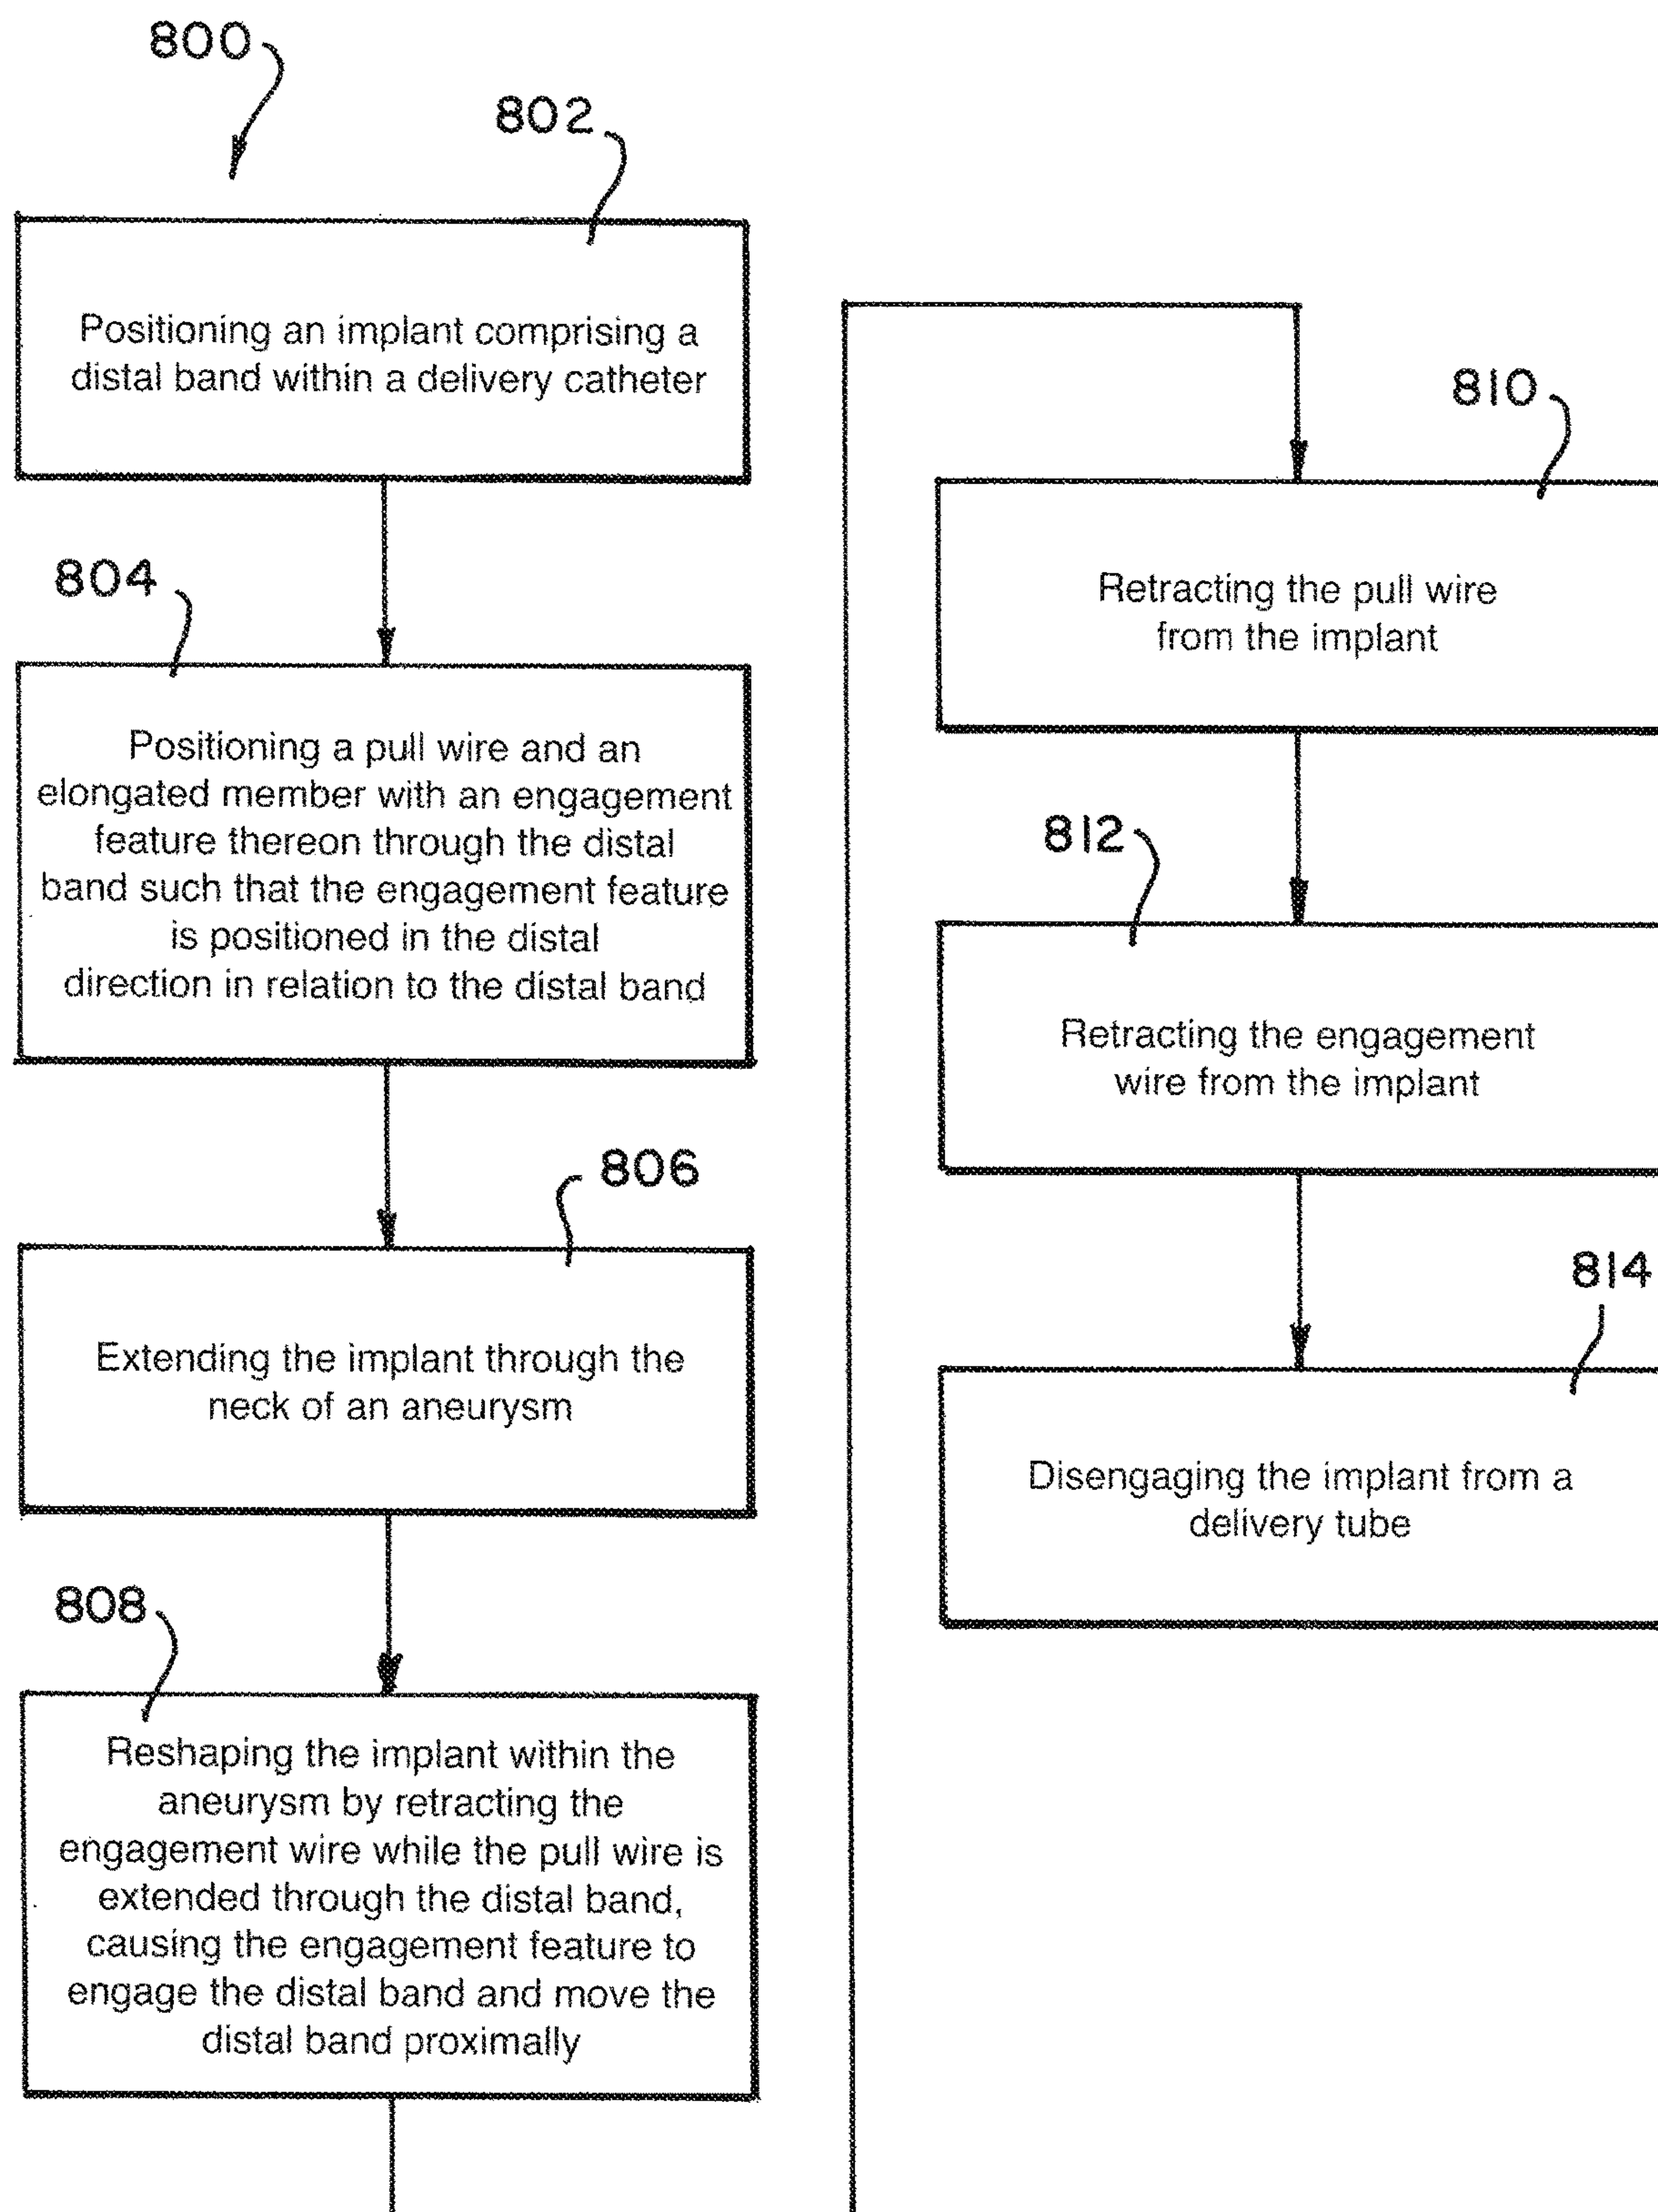 800
802
Positioning an implant comprising a
distal band within a delivery catheter
804
Positioning a pull wire and an
elongated member with an engagement
feature thereon through the distal
band such that the engagement feature
is positioned in the distal
direction in relation to the distal band
806
Extending the implant through the
neck of an aneurysm
808
Reshaping the implant within the
aneurysm by retracting the
engagement wire while the pull wire is
extended through the distal band,
causing the engagement feature to
engage the distal band and move the
distal band proximally
810
Retracting the pull wire
from the implant
812
Retracting the engagement
wire from the implant
814
Disengaging the implant from a
delivery tube